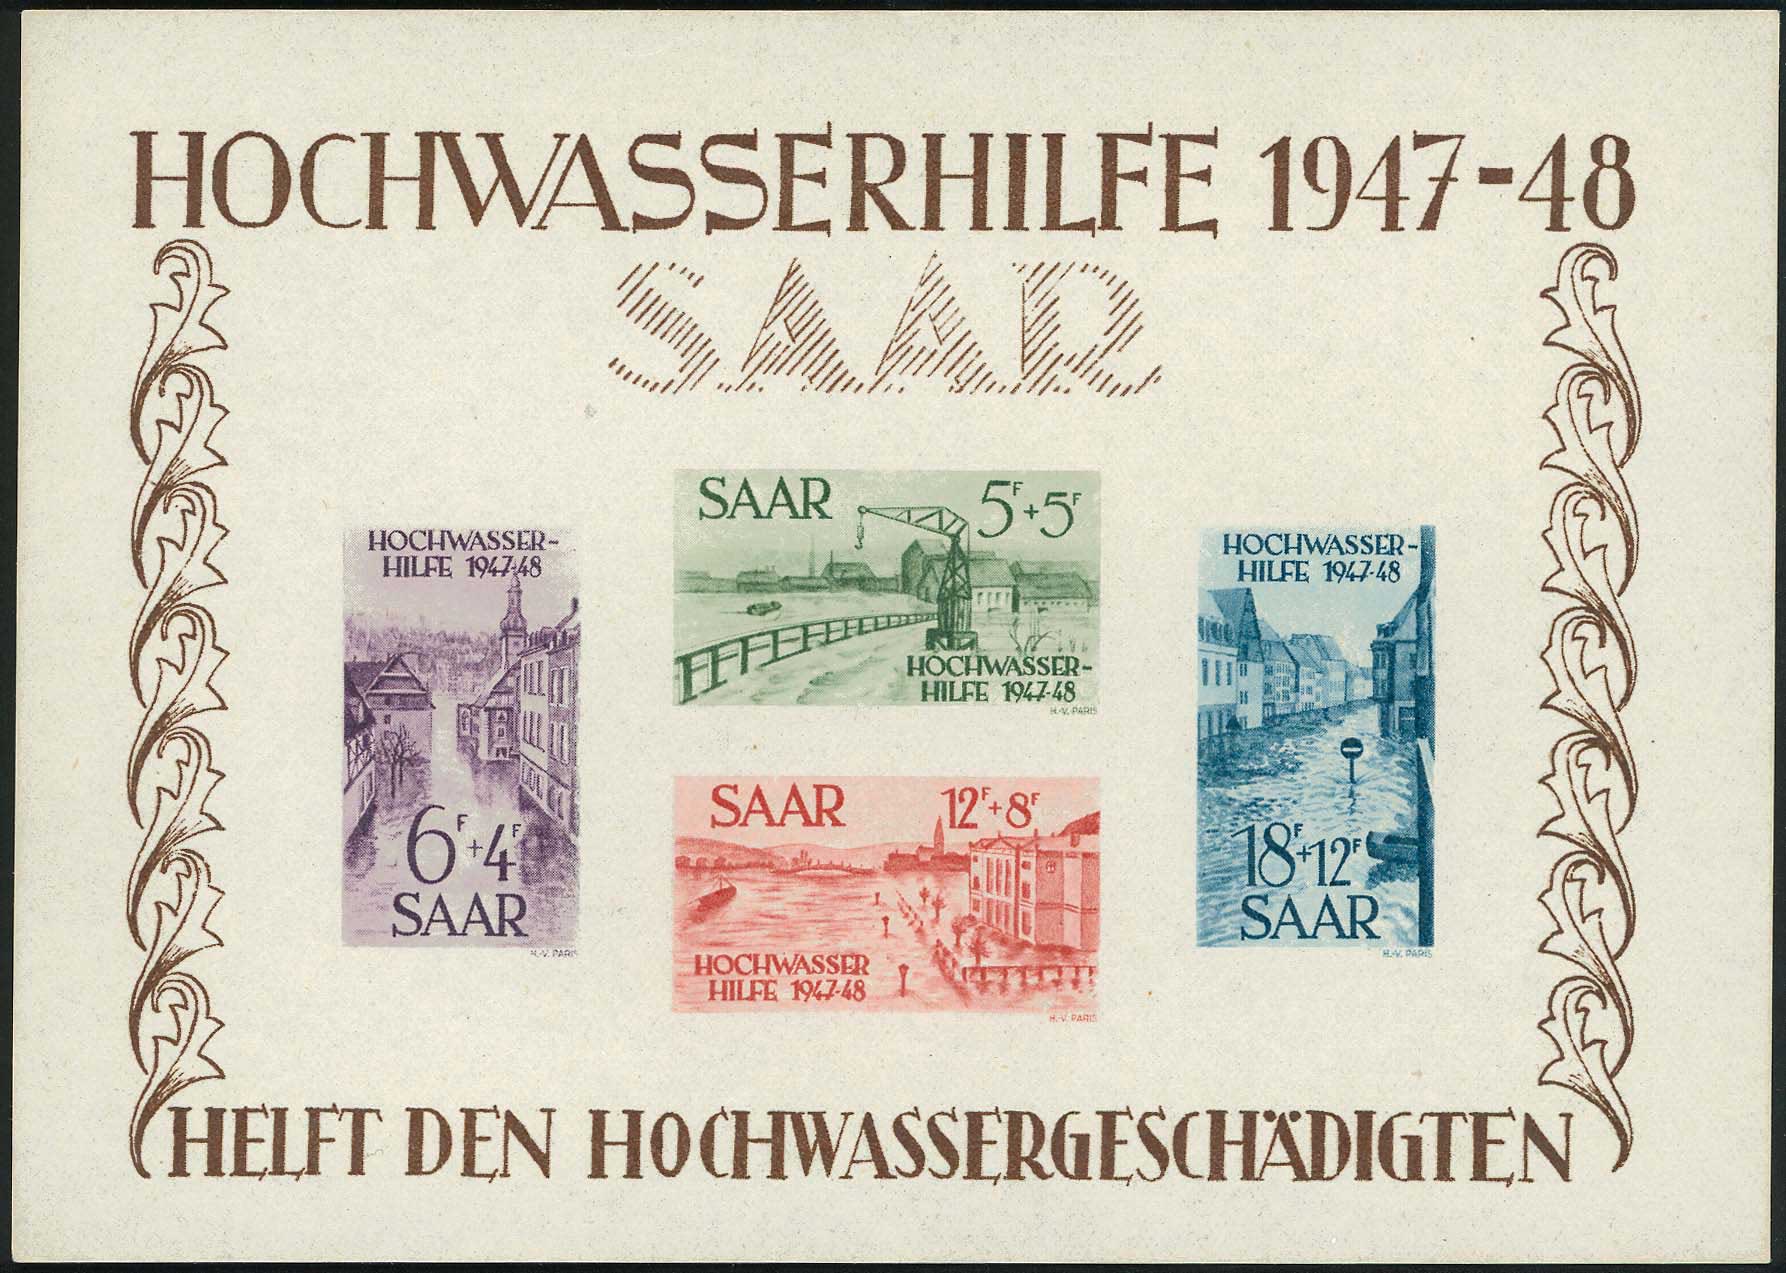 HOCHWASSERHILFE 1947-48
SAAR
SAAR 5F+5F
HOCHWASSER-
HILFE 1947-48
H.-V. PARIS
HOCHWASSER-
HILFE 1947-48
6F+4F
SAAR
H.-V. PARIS
HOCHWASSER-
HILFE 1947-48
18F+12F
SAAR
H.-V. PARIS
SAAR 12F+8F
HOCHWASSER
HILFE 1947-48
H.-V. PARIS
HELFT DEN HOCHWASSERGESCHÄDIGTEN